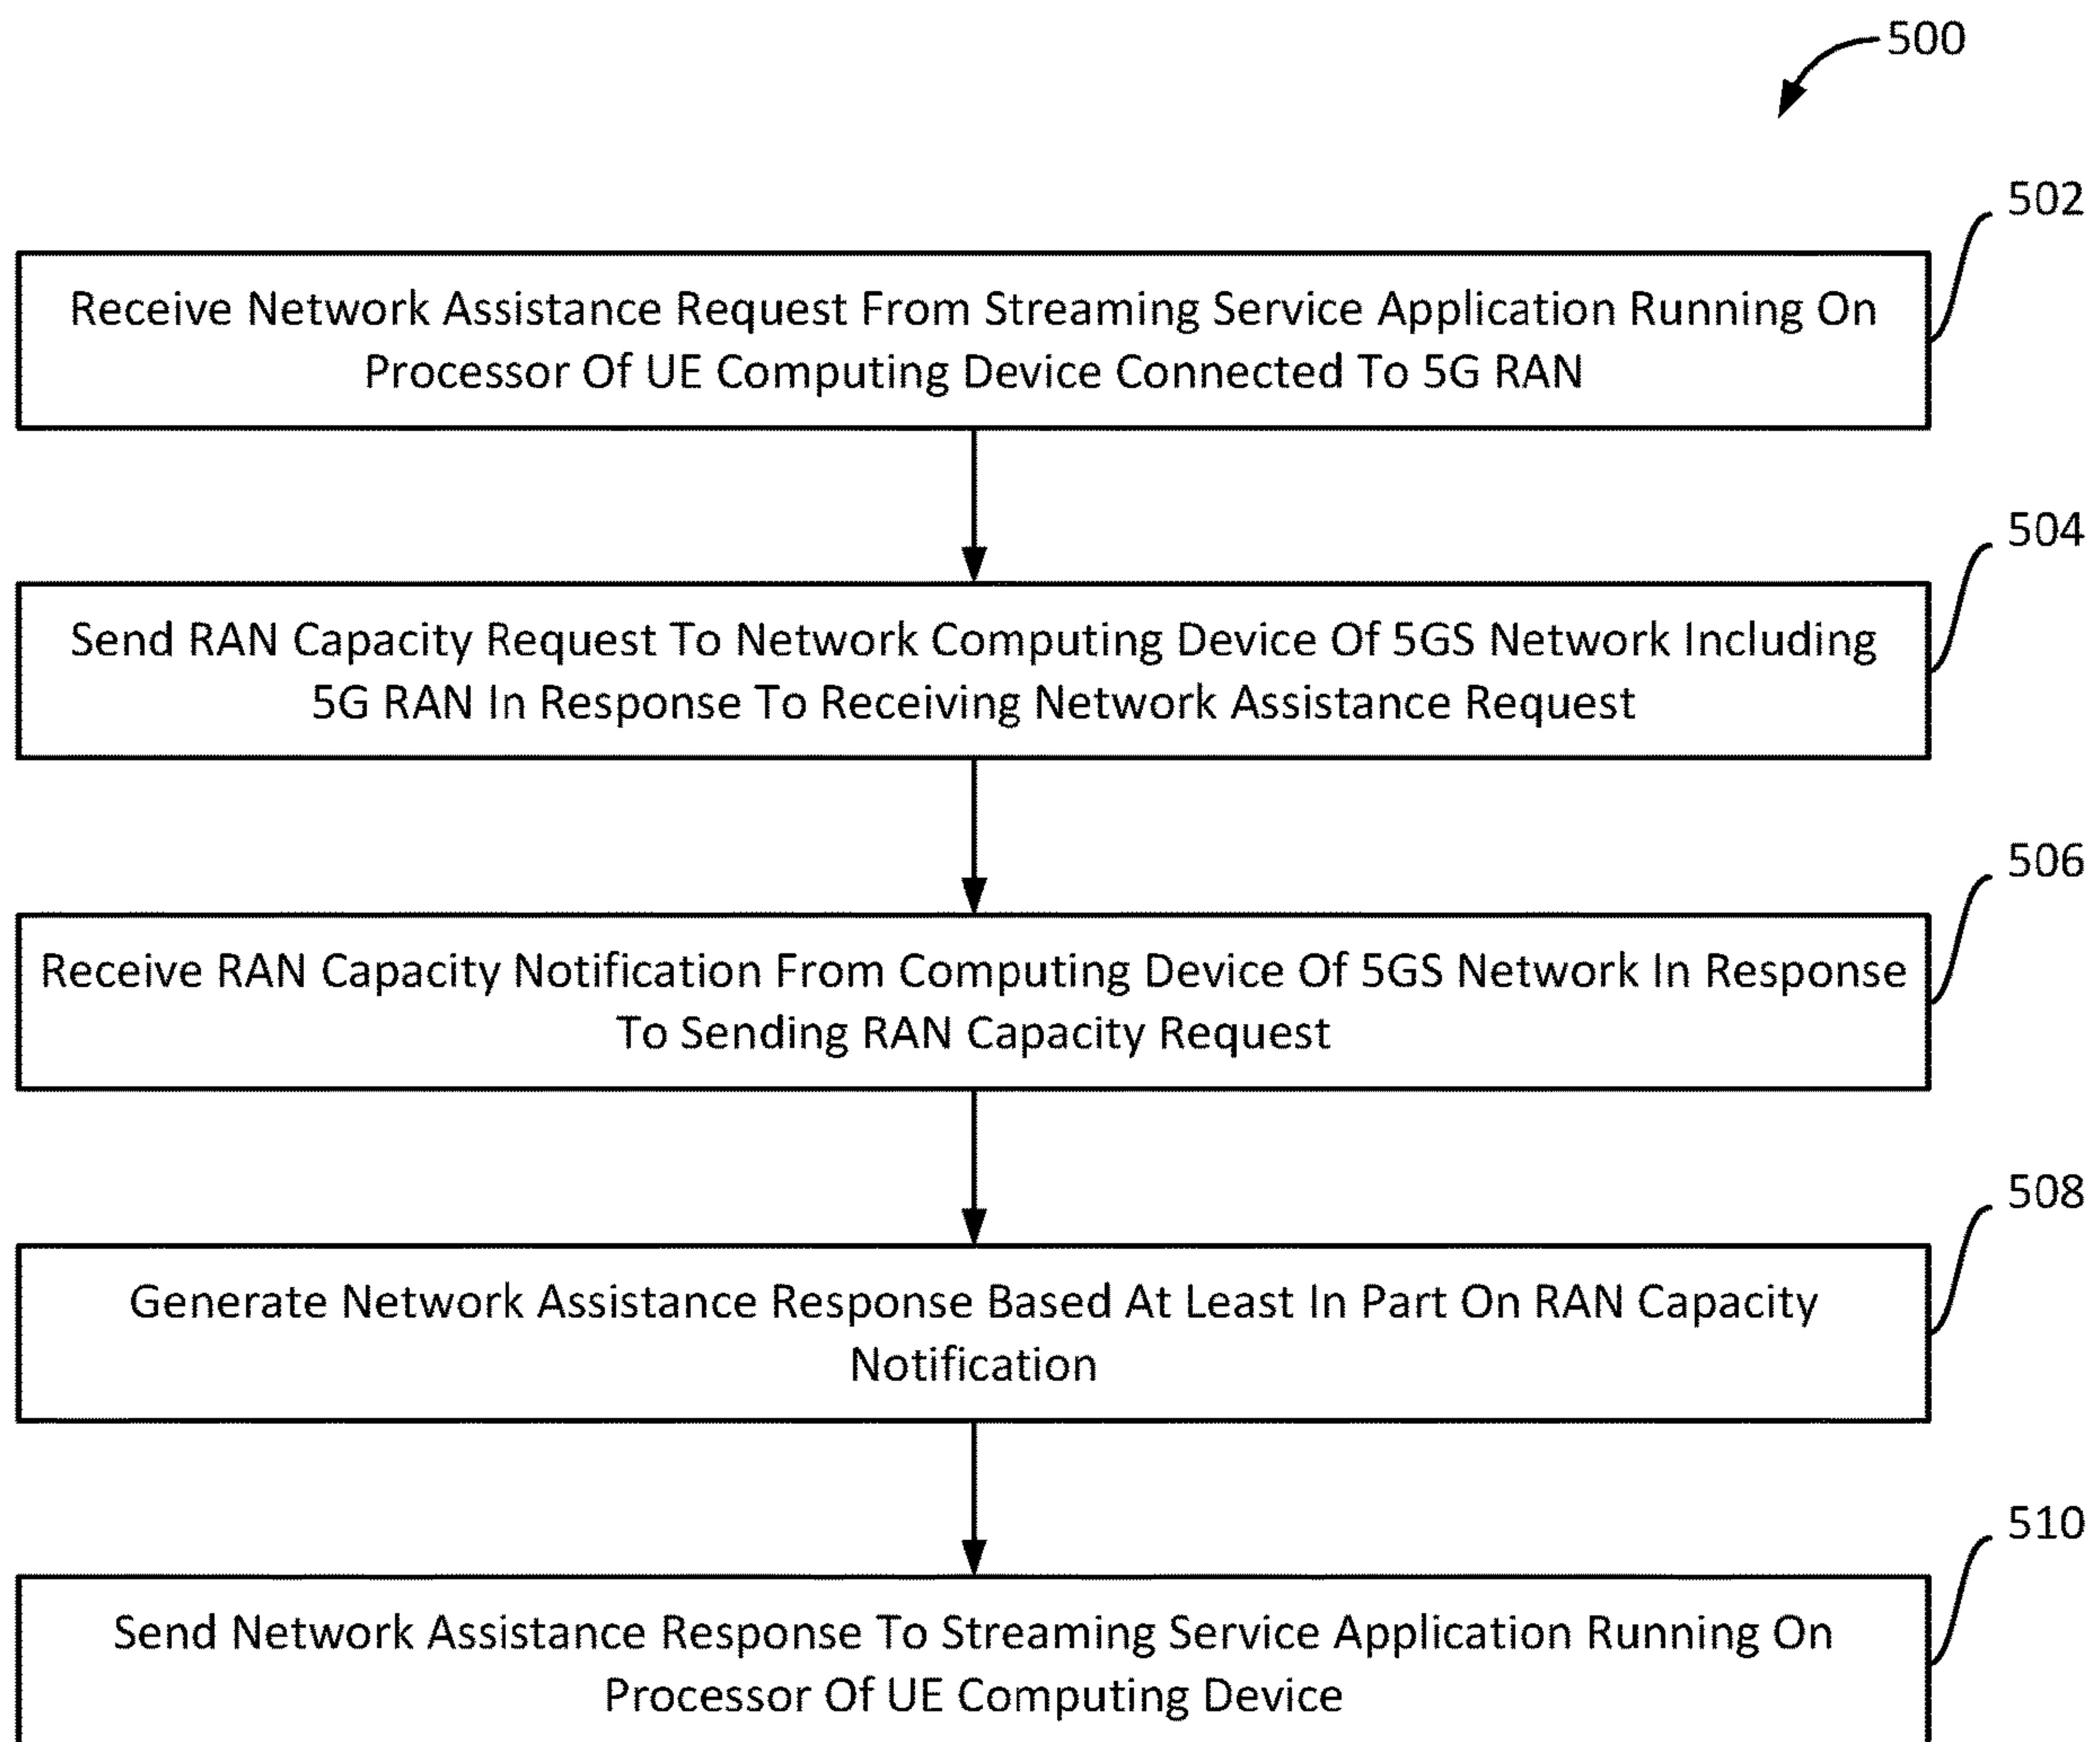 500
502
Receive Network Assistance Request From Streaming Service Application Running On
Processor Of UE Computing Device Connected To 5G RAN
504
Send RAN Capacity Request To Network Computing Device Of 5GS Network Including
5G RAN In Response To Receiving Network Assistance Request
506
Receive RAN Capacity Notification From Computing Device Of 5GS Network In Response
To Sending RAN Capacity Request
508
Generate Network Assistance Response Based At Least In Part On RAN Capacity
Notification
510
Send Network Assistance Response To Streaming Service Application Running On
Processor Of UE Computing Device